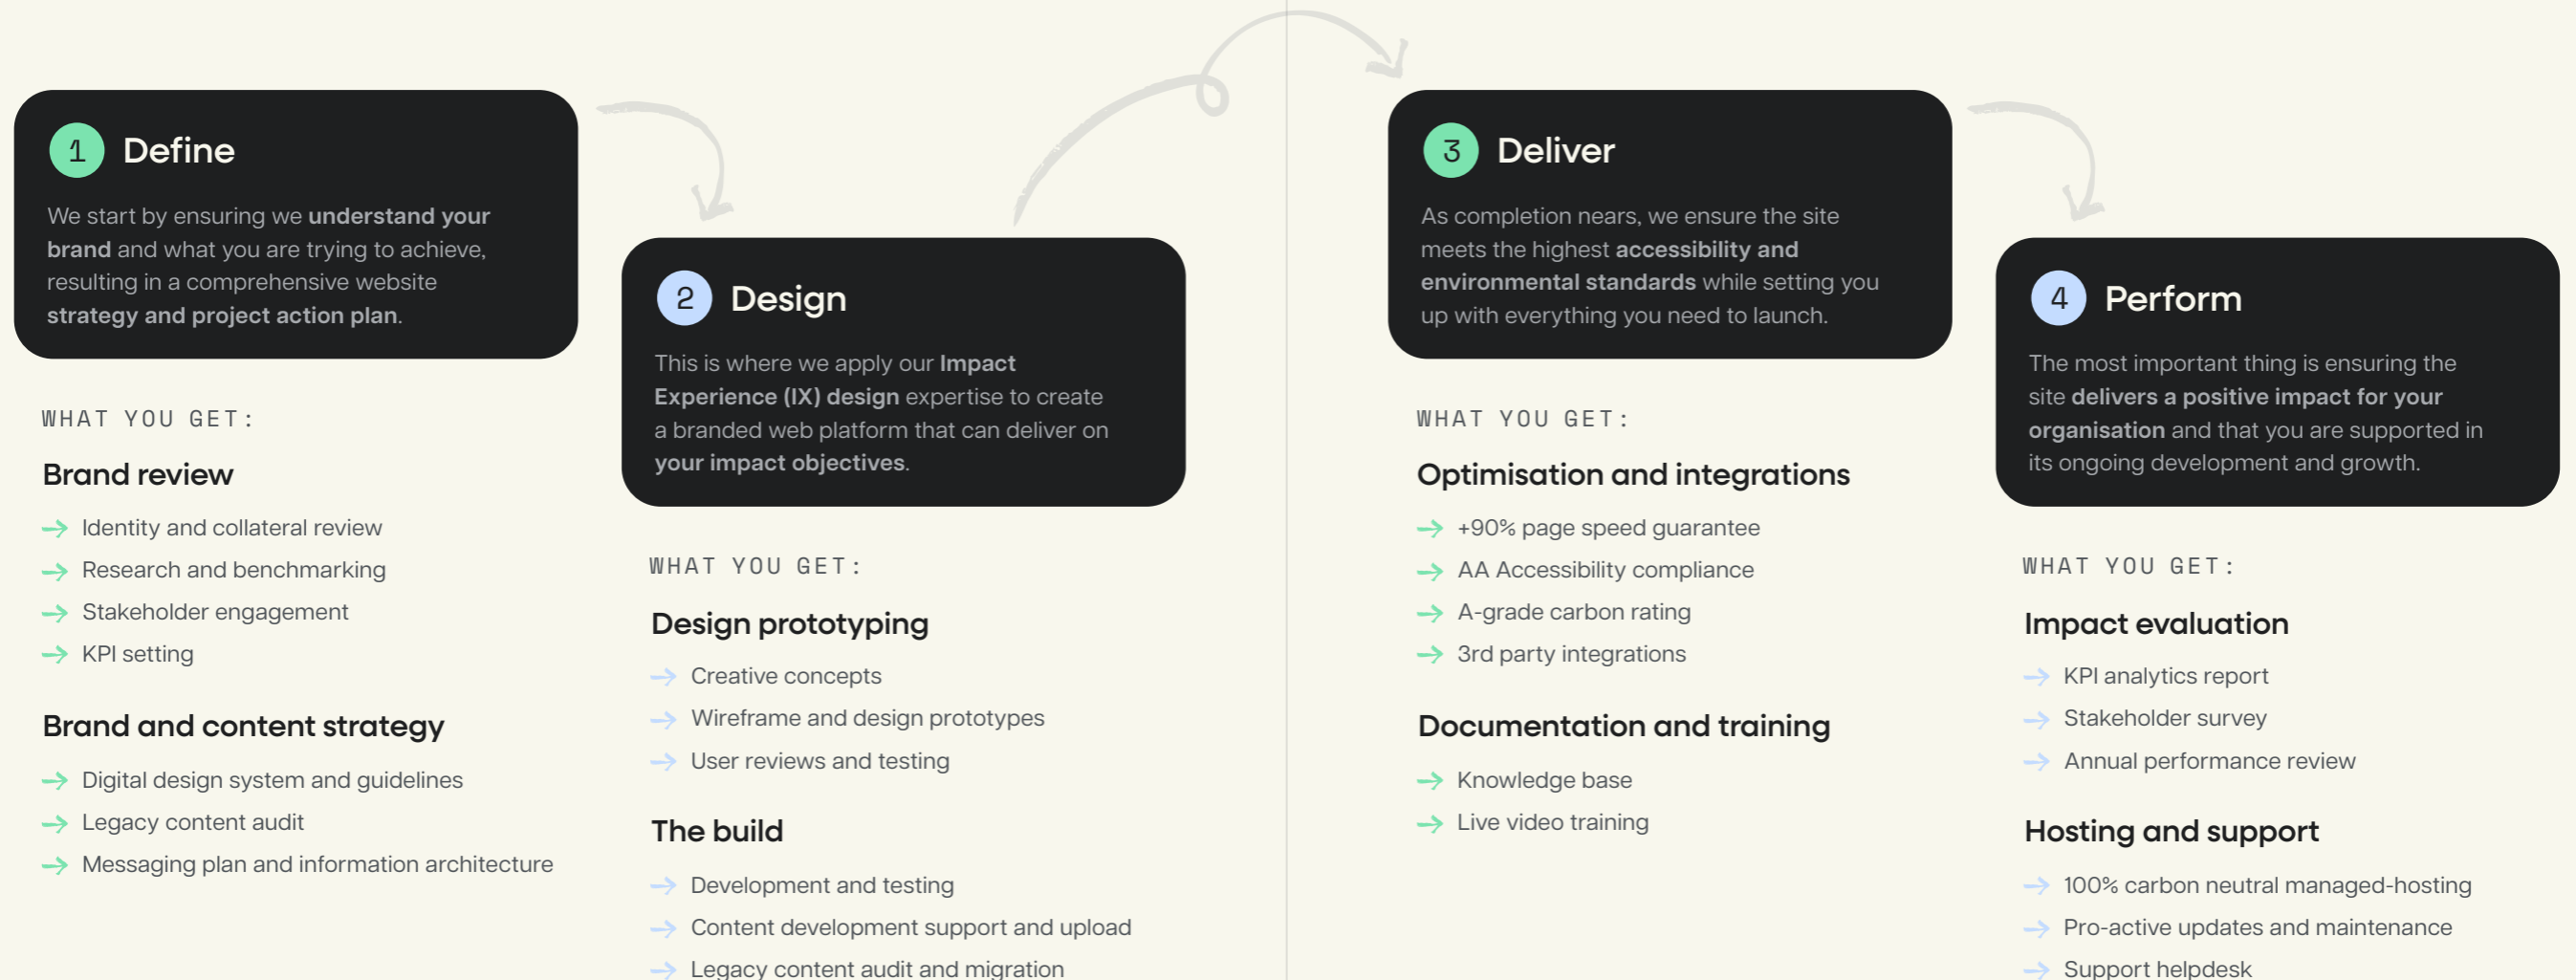 1 Define
We start by ensuring we understand your
brand and what you are trying to achieve,
resulting in a comprehensive website
strategy and project action plan.
WHAT YOU GET:
Brand review
Identity and collateral review
Research and benchmarking
Stakeholder engagement
KPI setting
Brand and content strategy
Digital design system and guidelines
Legacy content audit
Messaging plan and information architecture
2 Design
This is where we apply our Impact
Experience (IX) design expertise to create
a branded web platform that can deliver on
your impact objectives.
WHAT YOU GET:
Design prototyping
Creative concepts
Wireframe and design prototypes
User reviews and testing
The build
Development and testing
Content development support and upload
Legacy content audit and migration
3 Deliver
As completion nears, we ensure the site
meets the highest accessibility and
environmental standards while setting you
up with everything you need to launch.
WHAT YOU GET:
Optimisation and integrations
+90% page speed guarantee
AA Accessibility compliance
A-grade carbon rating
3rd party integrations
Documentation and training
Knowledge base
Live video training
4 Perform
The most important thing is ensuring the
site delivers a positive impact for your
organisation and that you are supported in
its ongoing development and growth.
WHAT YOU GET:
Impact evaluation
KPI analytics report
Stakeholder survey
Annual performance review
Hosting and support
100% carbon neutral managed-hosting
Pro-active updates and maintenance
Support helpdesk